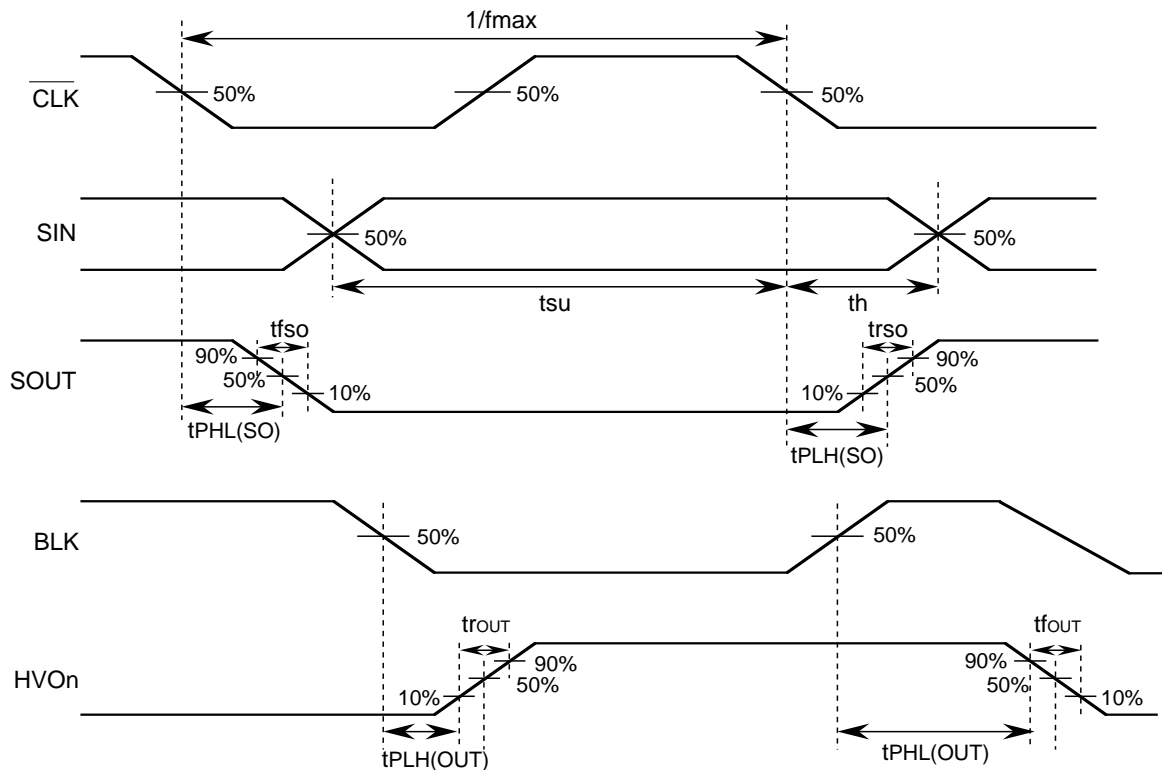 1/fmax
CLK
50%
50%
50%
SIN
50%
50%
tsu
th
SOUT
tfso
90%
50%
10%
tPHL(SO)
trso
90%
50%
10%
tPLH(SO)
BLK
50%
50%
HVOn
trOUT
90%
50%
10%
tPLH(OUT)
tfOUT
90%
50%
10%
tPHL(OUT)